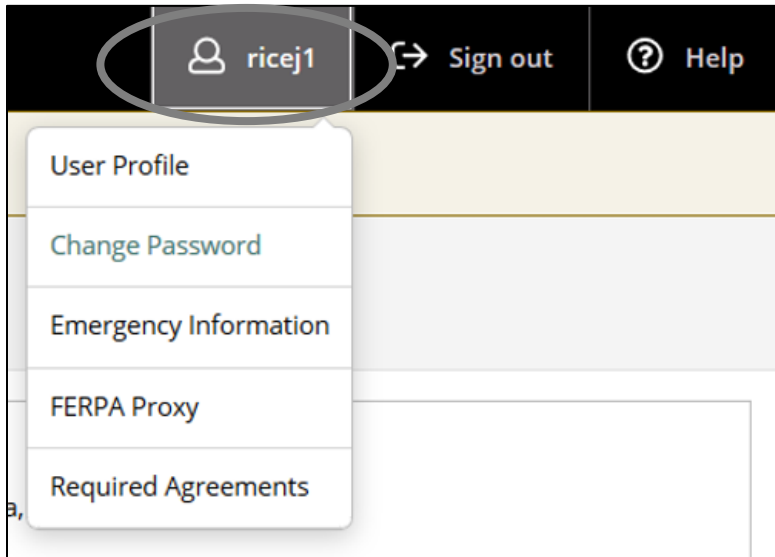 ricej1 Sign out Help
User Profile
Change Password
Emergency Information
FERPA Proxy
Required Agreements
a,